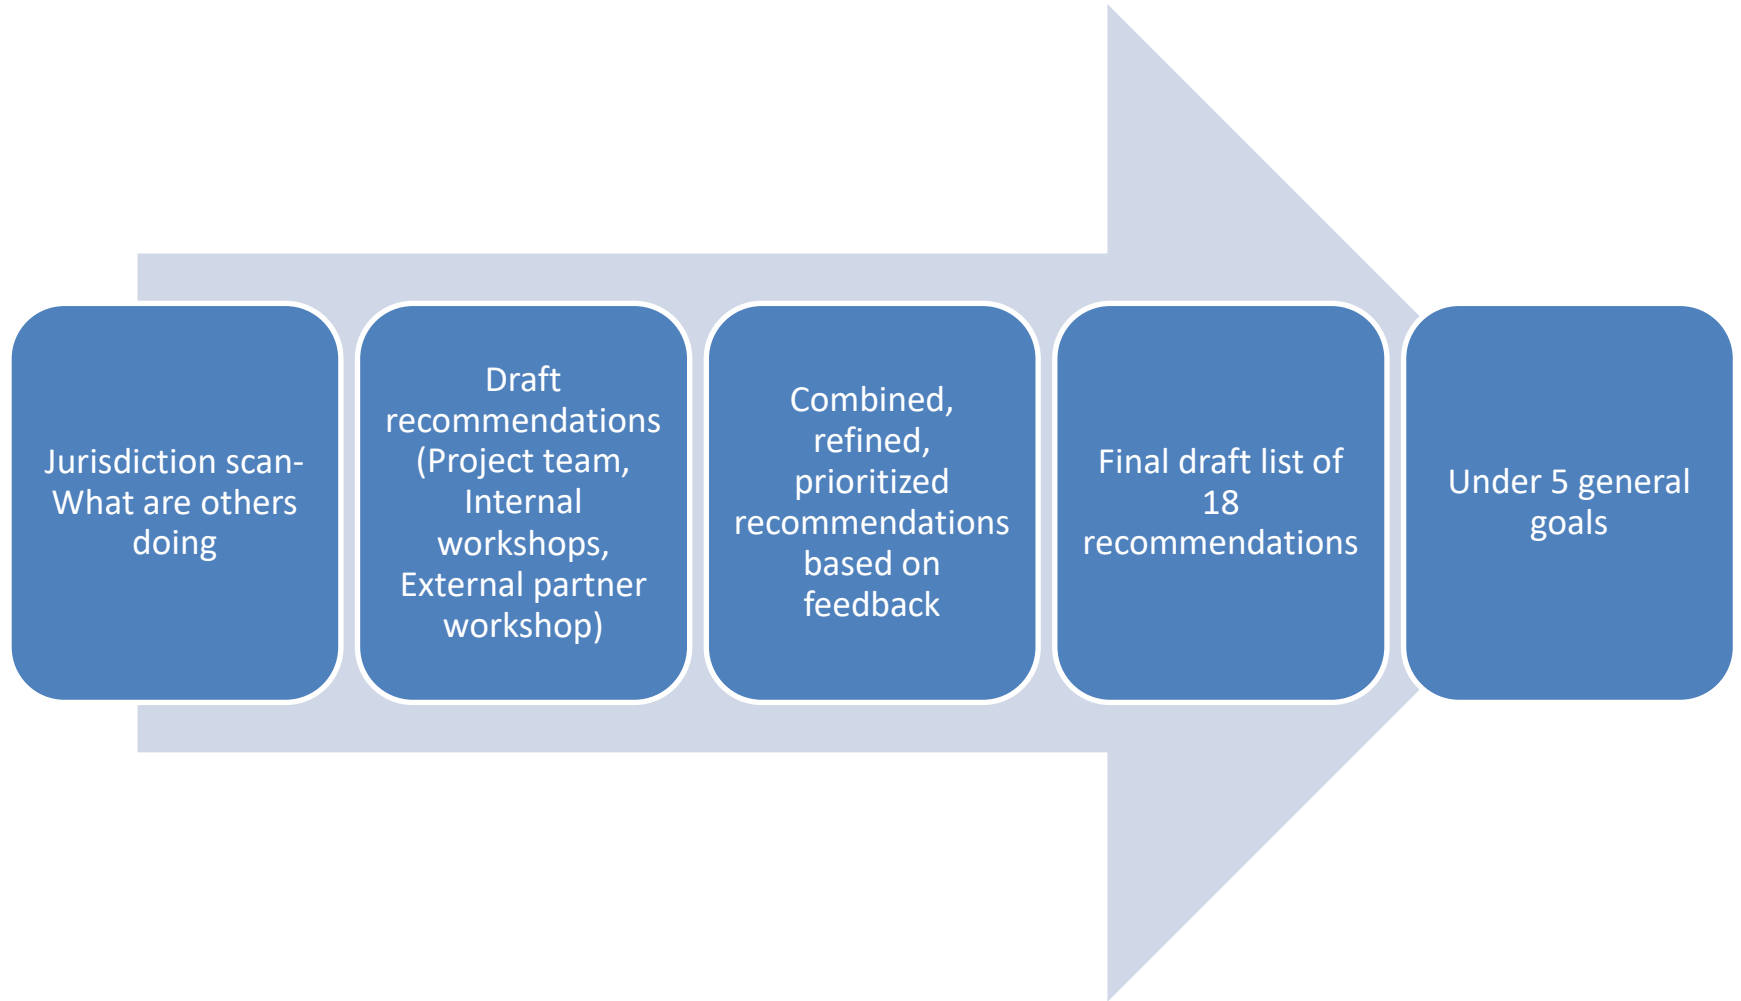 Jurisdiction scan-
What are others
doing
Draft
recommendations
(Project team,
Internal
workshops,
External partner
workshop)
Combined,
refined,
prioritized
recommendations
based on
feedback
Final draft list of
18
recommendations
Under 5 general
goals